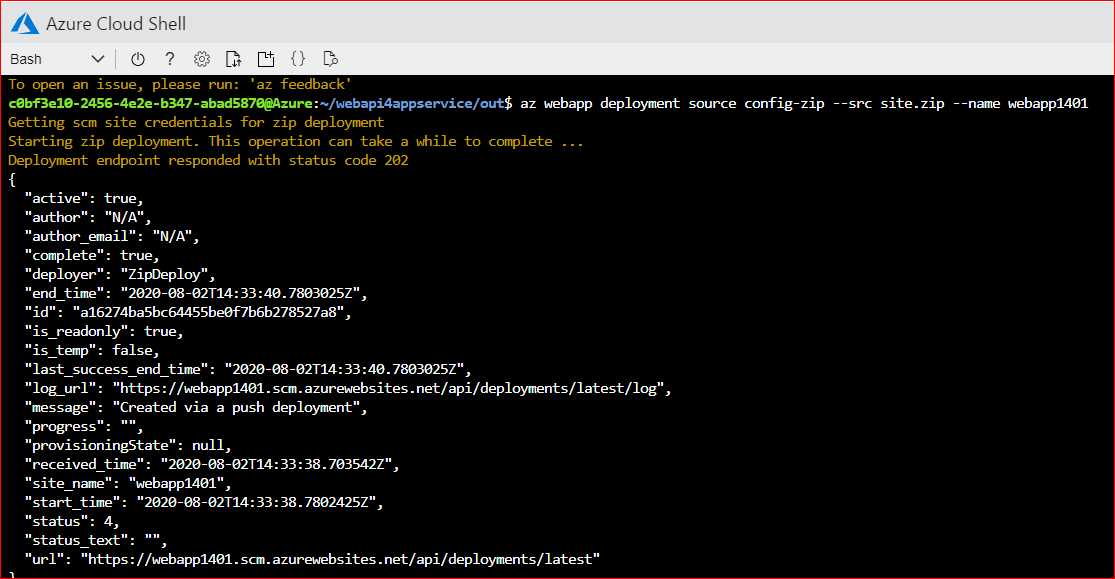 Azure Cloud Shell
Bash
?
{}
To open an issue, please run: 'az feedback'
c0bf3e10-2456-4e2e-b347-abad5870@Azure:~/webapi4appservice/out$ az webapp deployment source config-zip --src site.zip --name webapp1401
Getting scm site credentials for zip deployment
Starting zip deployment. This operation can take a while to complete ...
Deployment endpoint responded with status code 202
{
  "active": true,
  "author": "N/A",
  "author_email": "N/A",
  "complete": true,
  "deployer": "ZipDeploy",
  "end_time": "2020-08-02T14:33:40.7803025Z",
  "id": "a16274ba5bc64455be0f7b6b278527a8",
  "is_readonly": true,
  "is_temp": false,
  "last_success_end_time": "2020-08-02T14:33:40.7803025Z",
  "log_url": "https://webapp1401.scm.azurewebsites.net/api/deployments/latest/log",
  "message": "Created via a push deployment",
  "progress": "",
  "provisioningState": null,
  "received_time": "2020-08-02T14:33:38.703542Z",
  "site_name": "webapp1401",
  "start_time": "2020-08-02T14:33:38.7802425Z",
  "status": 4,
  "status_text": "",
  "url": "https://webapp1401.scm.azurewebsites.net/api/deployments/latest"
}